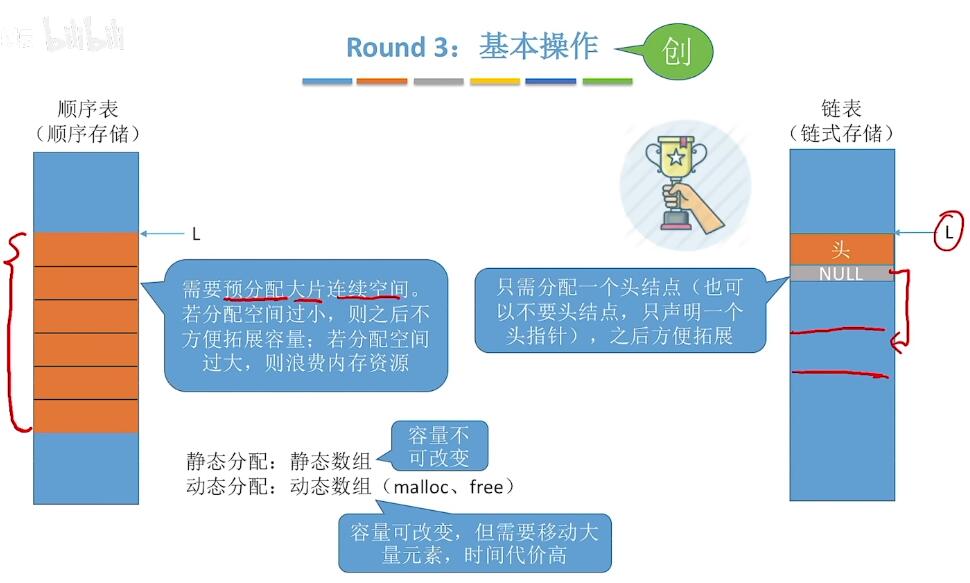 bilibili
Round 3：基本操作
创
顺序表
（顺序存储）
L
需要预分配大片连续空间。
若分配空间过小，则之后不
方便拓展容量；若分配空间
过大，则浪费内存资源
链表
（链式存储）
L
头
NULL
只需分配一个头结点（也可
以不要头结点，只声明一个
头指针），之后方便拓展
容量不
可改变
静态分配：静态数组
动态分配：动态数组（malloc、free）
容量可改变，但需要移动大
量元素，时间代价高